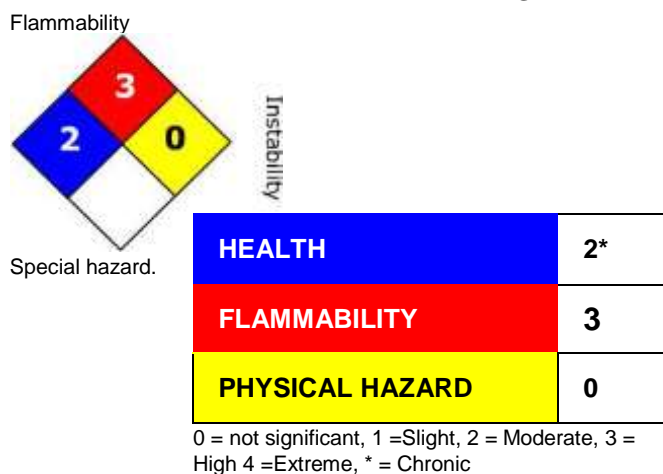 Flammability
3
2
0
Instability
Special hazard.
HEALTH 2*
FLAMMABILITY 3
PHYSICAL HAZARD 0
0 = not significant, 1 =Slight, 2 = Moderate, 3 =
High 4 =Extreme, * = Chronic